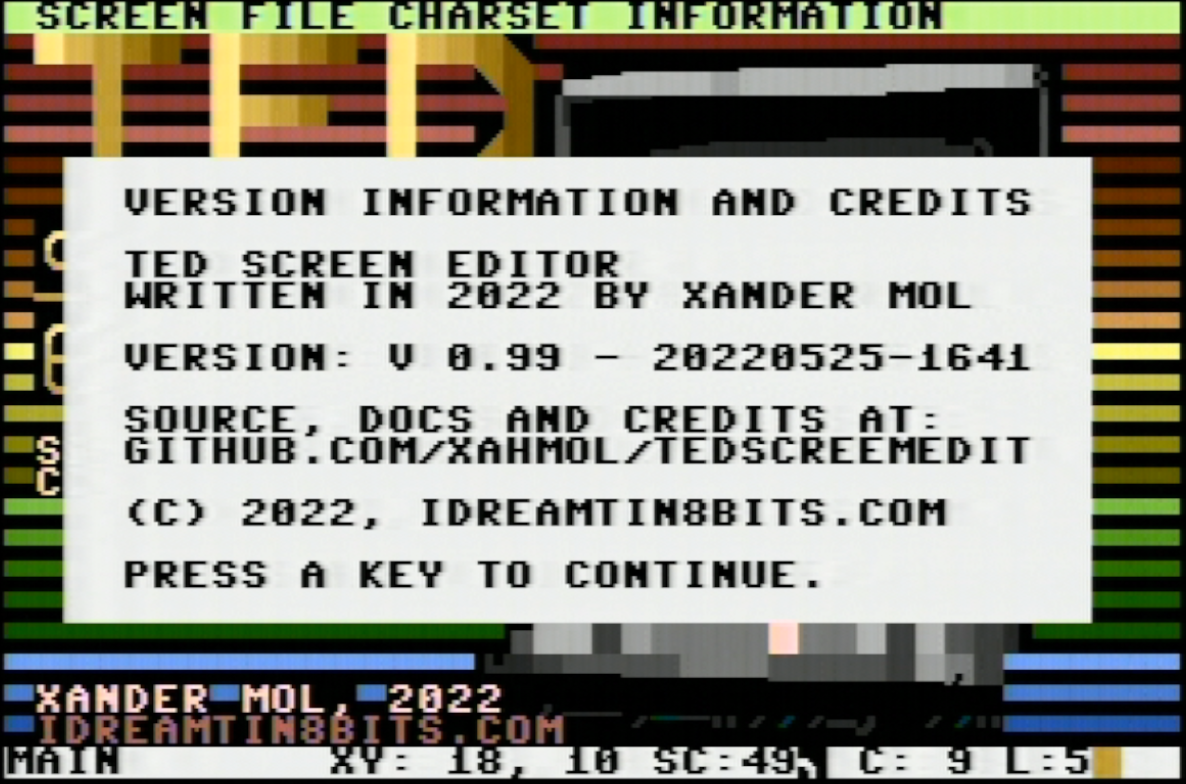 SCREEN FILE CHARSET INFORMATION
VERSION INFORMATION AND CREDITS
TED SCREEN EDITOR
WRITTEN IN 2022 BY XANDER MOL
VERSION: V 0.99 - 20220525-1641
SOURCE, DOCS AND CREDITS AT:
GITHUB.COM/XAHMOL/TEDSCREEMEDIT
(C) 2022, IDREAMTIN8BITS.COM
PRESS A KEY TO CONTINUE.
XANDER MOL, 2022
IDREAMTIN8BITS.COM
MAIN XY: 18, 10 SC:49 C: 9 L:5